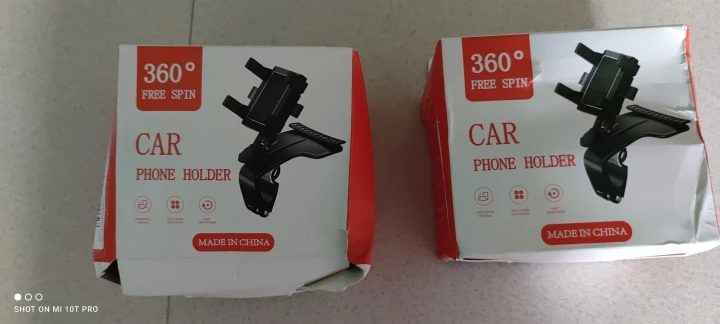 360°
FREE SPIN
CAR
PHONE HOLDER
MADE IN CHINA
360°
FREE SPIN
CAR
PHONE HOLDER
MADE IN CHINA
SHOT ON MI 10T PRO